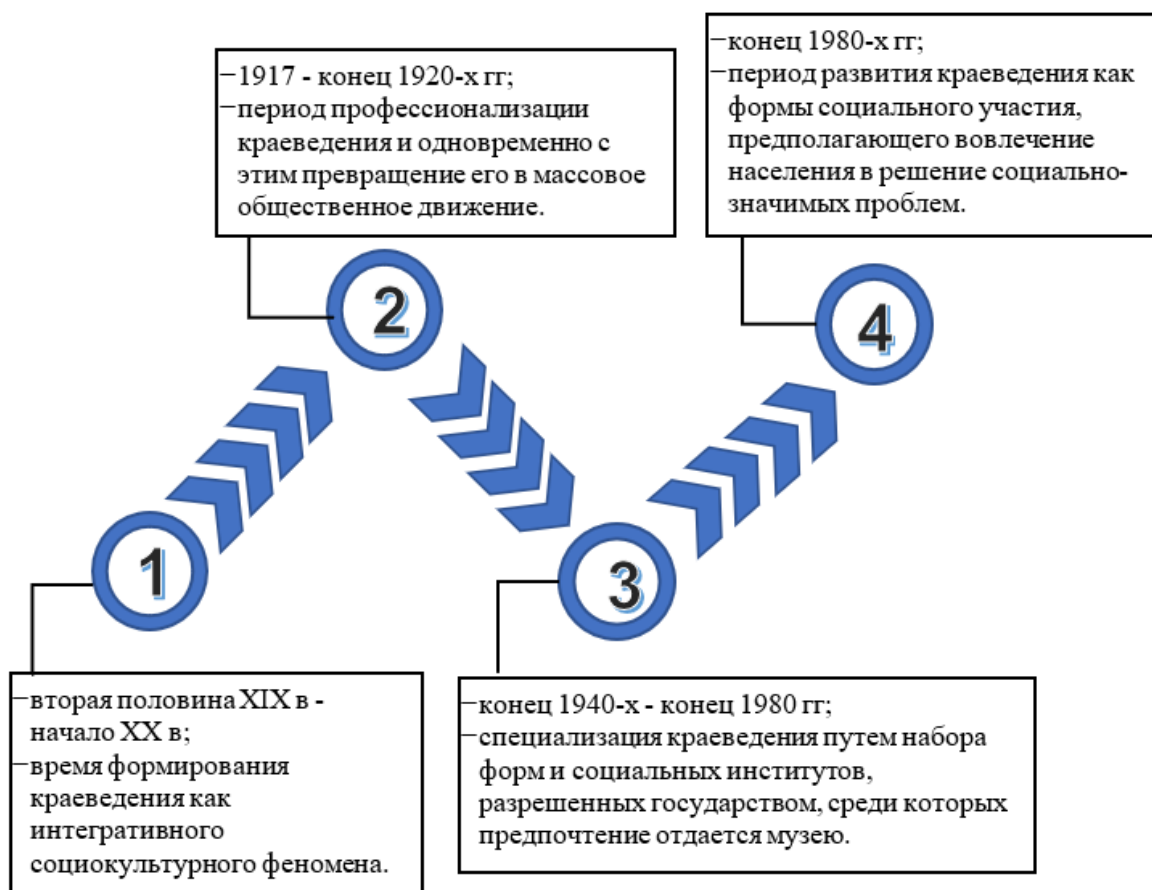 1
–вторая половина XIX в -
начало XX в;
–время формирования
краеведения как
интегративного
социокультурного феномена.
2
–1917 - конец 1920-х гг;
–период профессионализации
краеведения и одновременно с
этим превращение его в массовое
общественное движение.
3
–конец 1940-х - конец 1980 гг;
–специализация краеведения путем набора
форм и социальных институтов,
разрешенных государством, среди которых
предпочтение отдается музею.
4
–конец 1980-х гг;
–период развития краеведения как
формы социального участия,
предполагающего вовлечение
населения в решение социально-
значимых проблем.